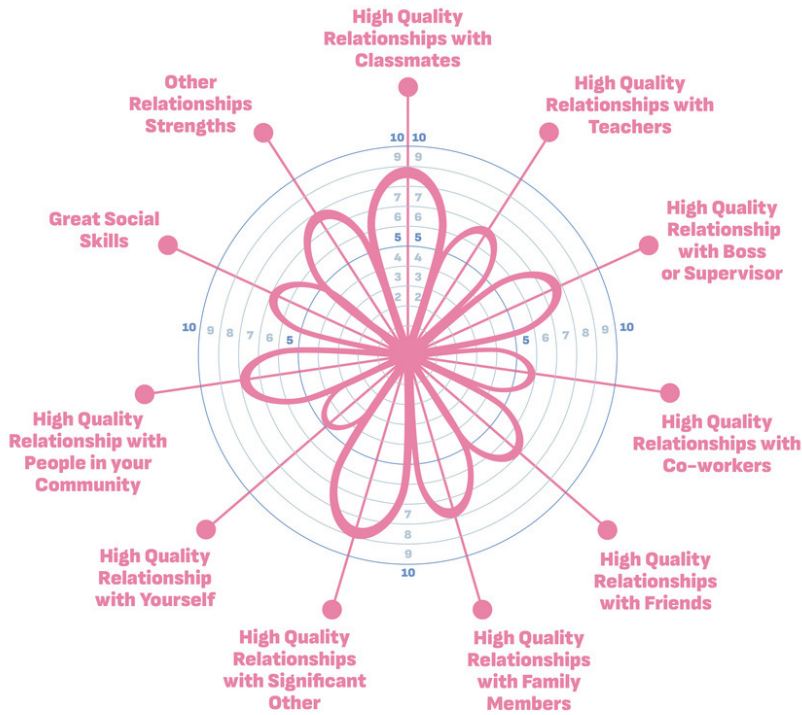 High Quality
Relationships with
Classmates
Other
Relationships
Strengths
High Quality
Relationships with
Teachers
Great Social
Skills
High Quality
Relationship
with Boss
or Supervisor
10 10
9 9
7 7
6 6
5 5
4 4
3 3
2 2
10 9 8 7 6 5
5 6 7 8 9 10
7
8
9
10
High Quality
Relationship with
People in your
Community
High Quality
Relationships with
Co-workers
High Quality
Relationship
with Yourself
High Quality
Relationships
with Friends
High Quality
Relationships
with Significant
Other
High Quality
Relationships
with Family
Members